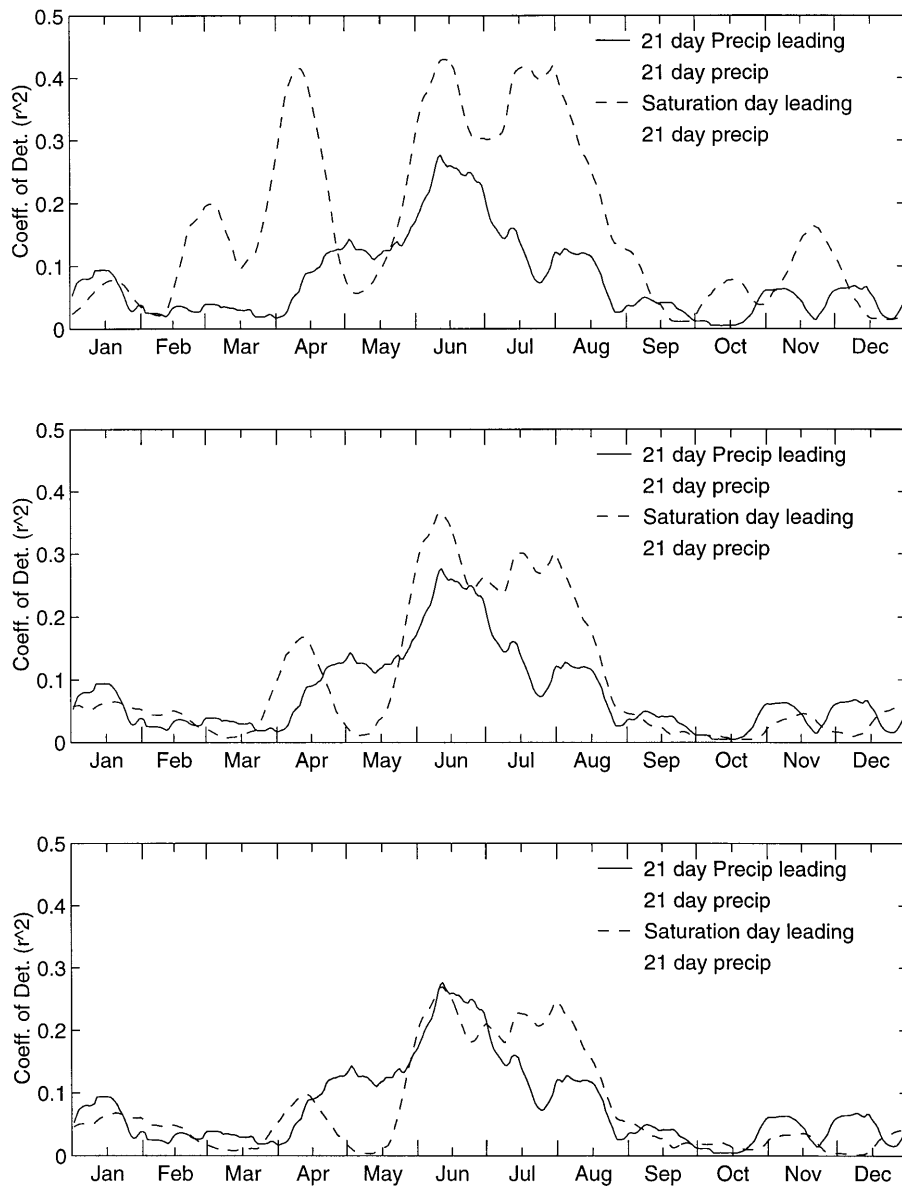 0.5
0.4
0.3
0.2
0.1
0
Coeff. of Det. (r^2)
21 day Precip leading
21 day precip
Saturation day leading
21 day precip
Jan Feb Mar Apr May Jun Jul Aug Sep Oct Nov Dec
0.5
0.4
0.3
0.2
0.1
0
Coeff. of Det. (r^2)
21 day Precip leading
21 day precip
Saturation day leading
21 day precip
Jan Feb Mar Apr May Jun Jul Aug Sep Oct Nov Dec
0.5
0.4
0.3
0.2
0.1
0
Coeff. of Det. (r^2)
21 day Precip leading
21 day precip
Saturation day leading
21 day precip
Jan Feb Mar Apr May Jun Jul Aug Sep Oct Nov Dec